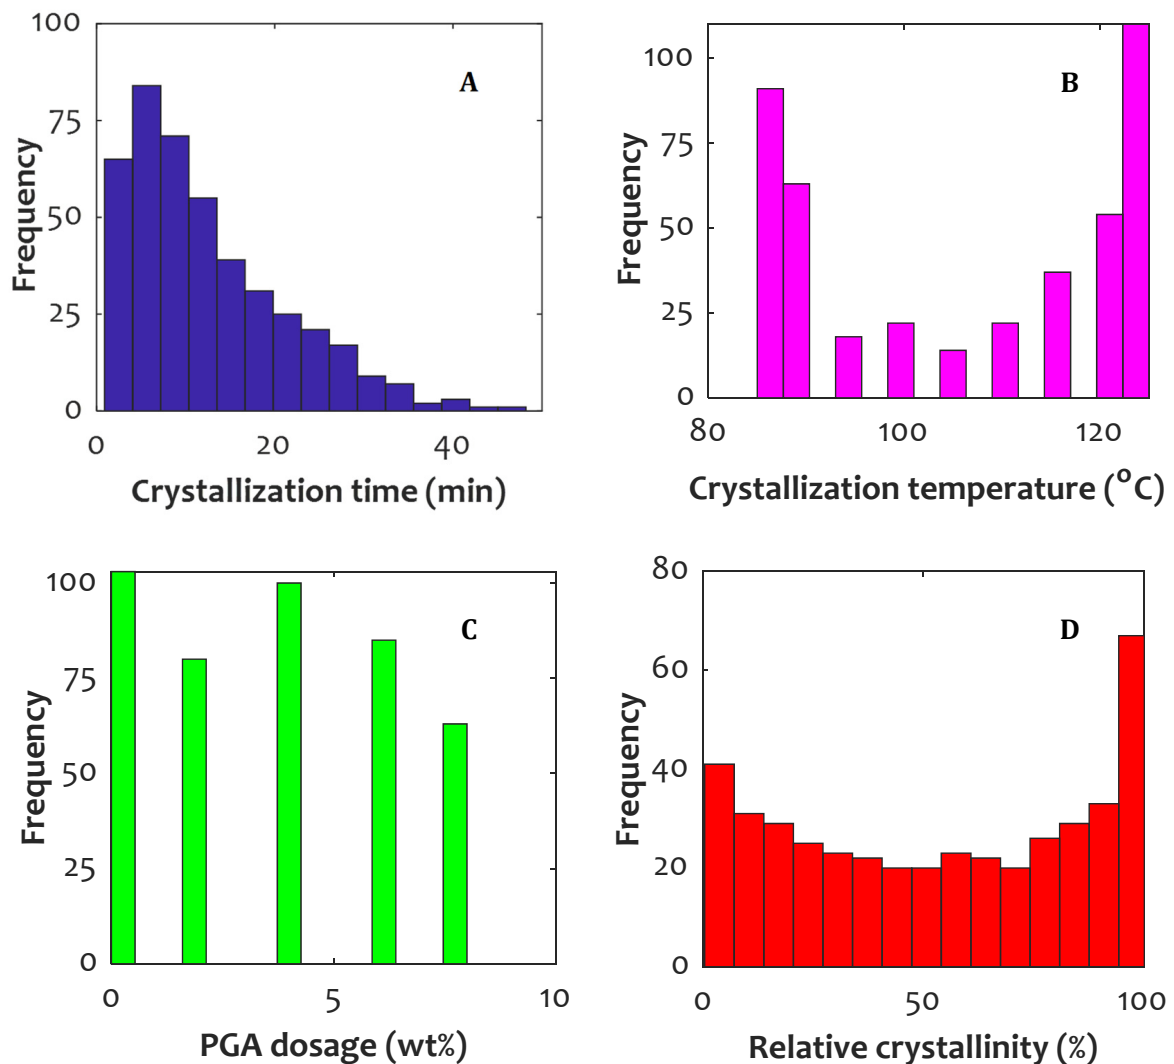 A
Frequency
100
75
50
25
0
0 20 40
Crystallization time (min)
B
Frequency
100
75
50
25
0
80 100 120
Crystallization temperature (°C)
C
Frequency
100
75
50
25
0
0 5 10
PGA dosage (wt%)
D
Frequency
80
60
40
20
0
0 50 100
Relative crystallinity (%)